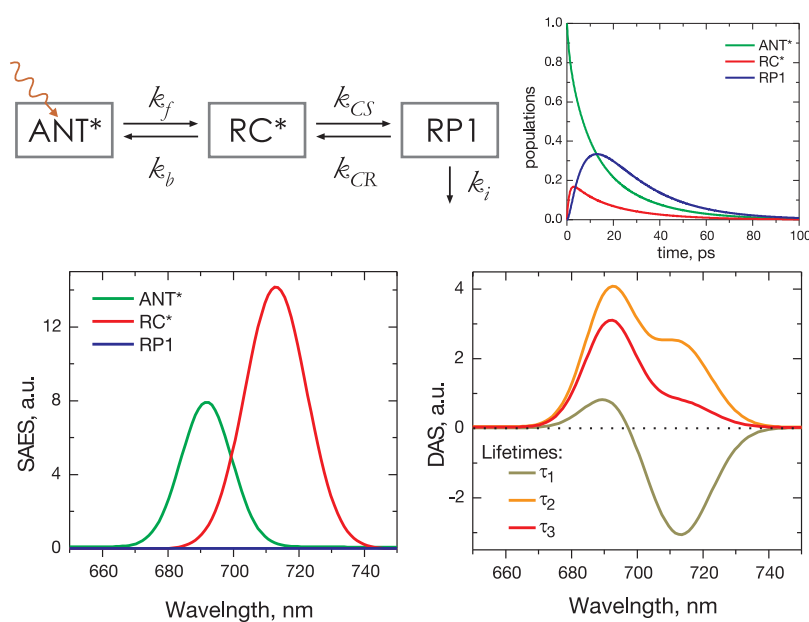 ANT*
k_f
k_b
RC*
k_CS
k_CR
RP1
k_i
populations
1.0
0.8
0.6
0.4
0.2
0.0
0
20
40
60
80
100
time, ps
ANT*
RC*
RP1
SAES, a.u.
12
8
4
0
660
680
700
720
740
Wavelngth, nm
ANT*
RC*
RP1
DAS, a.u.
4
2
0
-2
660
680
700
720
740
Wavelngth, nm
Lifetimes:
τ1
τ2
τ3